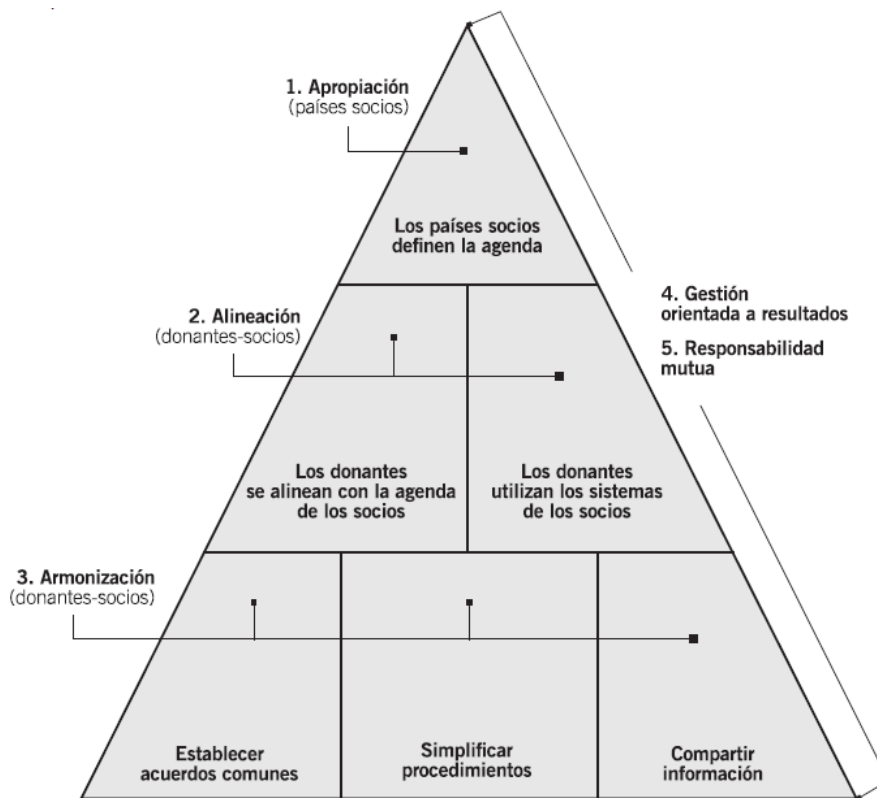 1. Apropiación
(países socios)
Los países socios
definen la agenda
2. Alineación
(donantes-socios)
4. Gestión
orientada a resultados
5. Responsabilidad
mutua
Los donantes
se alinean con la agenda
de los socios
Los donantes
utilizan los sistemas
de los socios
3. Armonización
(donantes-socios)
Establecer
acuerdos comunes
Simplificar
procedimientos
Compartir
información